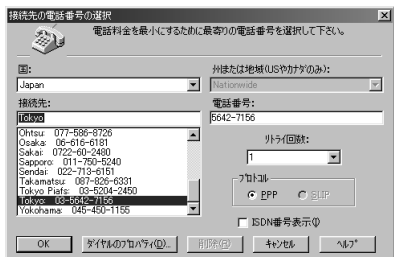 接続先の電話番号の選択
電話料金を最小にするために最寄りの電話番号を選択して下さい。
国:
州または地域(USやカナダのみ):
Japan
Nationwide
接続先:
電話番号:
Tokyo
5642-7156
Ohtsu: 077-586-8726
Osaka: 06-616-6181
Sakai: 0722-60-2480
Sapporo: 011-750-5240
Sendai: 022-713-6151
Takamatsu: 087-826-6331
Tokyo Piafs: 03-5204-2450
Tokyo: 03-5642-7156
Yokohama: 045-450-1155
リトライ回数:
1
プロトコル
PPP
SLIP
ISDN番号表示(I)
OK
ダイヤルのプロパティ(D)...
削除(R)
キャンセル
ヘルプ